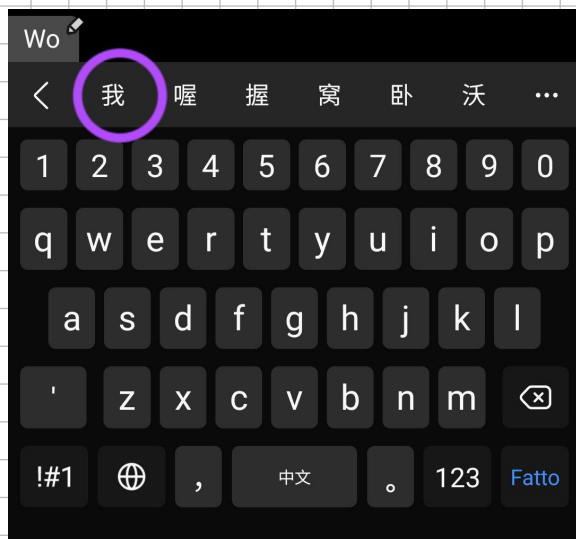 Wo
我 喔 握 窝 卧 沃 ...
1 2 3 4 5 6 7 8 9 0
q w e r t y u i o p
a s d f g h j k l
' z x c v b n m
!#1 , 中文 。 123 Fatto